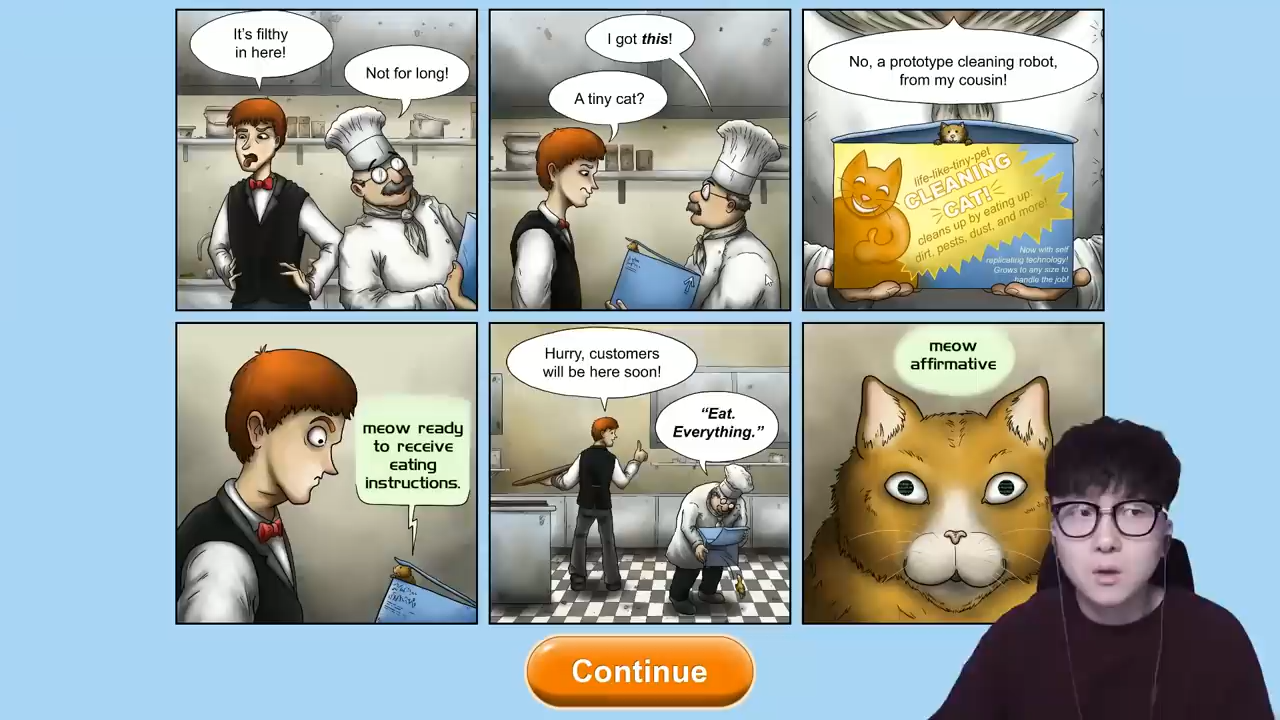 It's filthy
in here!
Not for long!
I got this!
A tiny cat?
No, a prototype cleaning robot,
from my cousin!
life-like-tiny-pet
CLEANING
CAT!
cleans up by eating up:
dirt, pests, dust, and more!
Now with self
replicating technology!
Grows to any size to
handle the job!
meow ready
to receive
eating
instructions.
Hurry, customers
will be here soon!
“Eat.
Everything.”
meow
affirmative
Continue